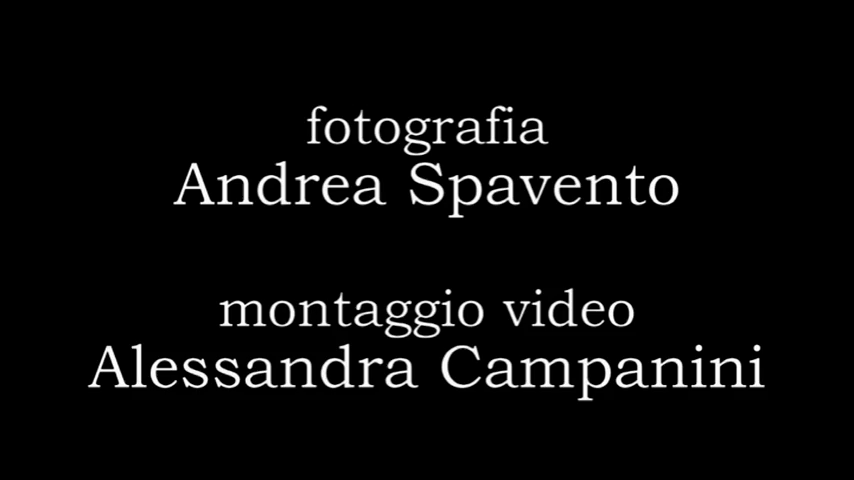 fotografia
Andrea Spavento
montaggio video
Alessandra Campanini